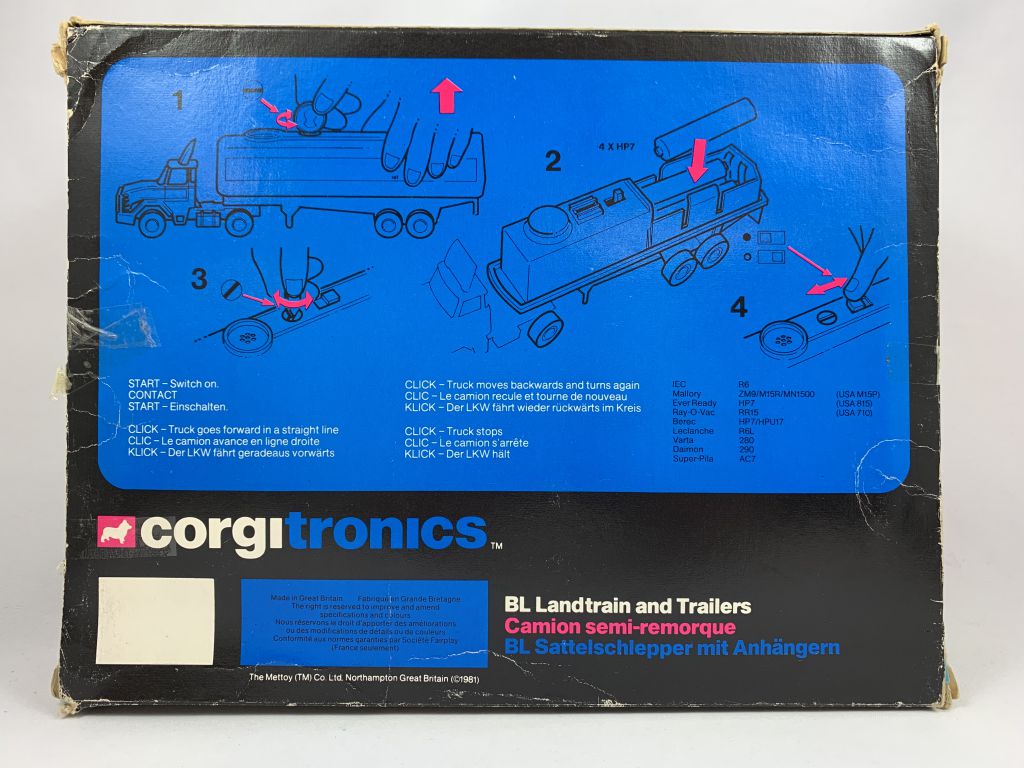 1
2
4 X HP7
3
4
START – Switch on.
CONTACT
START – Einschalten.
CLICK – Truck goes forward in a straight line
CLIC – Le camion avance en ligne droite
KLICK – Der LKW fährt geradeaus vorwärts
CLICK – Truck moves backwards and turns again
CLIC – Le camion recule et tourne de nouveau
KLICK – Der LKW fährt wieder rückwärts im Kreis
CLICK – Truck stops
CLIC – Le camion s'arrête
KLICK – Der LKW hält
IEC R6
Mallory ZM9/M15R/MN1500 (USA M15P)
Ever Ready HP7 (USA 815)
Ray-O-Vac RR15 (USA 710)
Berec HP7/HPU17
Leclanche R6L
Varta 280
Daimon 290
Super-Pila AC7
corgitronics TM
Made in Great Britain Fabriqué en Grande Bretagne
The right is reserved to improve and amend
specifications and colours
Nous réservons le droit d'apporter des améliorations
ou des modifications de détails ou de couleurs
Conformité aux normes garanties par Société Fairplay
(France seulement)
The Mettoy (TM) Co. Ltd. Northampton Great Britain (©1981)
BL Landtrain and Trailers
Camion semi-remorque
BL Sattelschlepper mit Anhängern